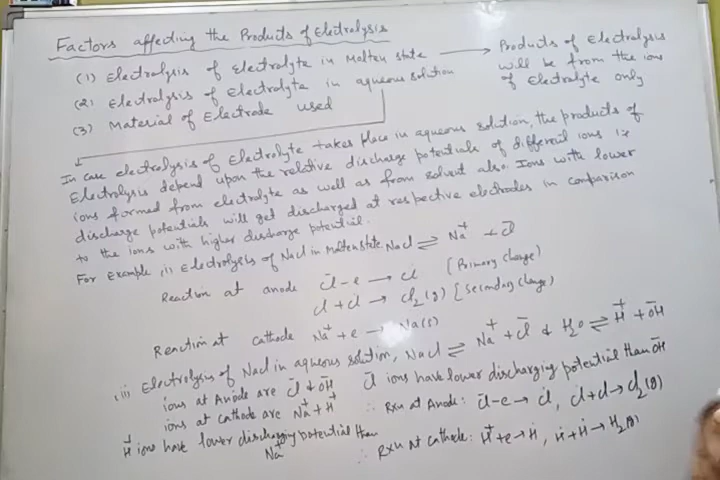 Factors affecting the Products of Electrolysis
(1) Electrolysis of Electrolyte in Molten state → Products of Electrolysis
will be from the ions
of Electrolyte only
(2) Electrolysis of Electrolyte in aqueous solution
(3) Material of Electrode used
In case electrolysis of Electrolyte takes place in aqueous solution, the products of
Electrolysis depend upon the relative discharge potentials of different ions i.e
ions formed from electrolyte as well as from solvent also. Ions with lower
discharge potentials will get discharged at respective electrodes in comparison
to the ions with higher discharge potential.
For Example (i) Electrolysis of NaCl in Molten state, NaCl ⇌ Na⁺ + Cl⁻
Reaction at anode Cl⁻ - e → Cl [Primary change]
Cl + Cl → Cl₂(g) [Secondary change]
Reaction at cathode Na⁺ + e → Na(s)
(ii) Electrolysis of NaCl in aqueous solution, NaCl ⇌ Na⁺ + Cl⁻ & H₂O ⇌ H⁺ + OH⁻
ions at Anode are Cl⁻ & OH⁻ Cl⁻ ions have lower discharging potential than OH⁻
ions at cathode are Na⁺ + H⁺ ∴ Rxn at Anode: Cl⁻ - e → Cl, Cl + Cl → Cl₂(g)
H⁺ ions have lower discharging potential than
Na⁺ ∴ Rxn at cathode: H⁺ + e → H, H + H → H₂(g)